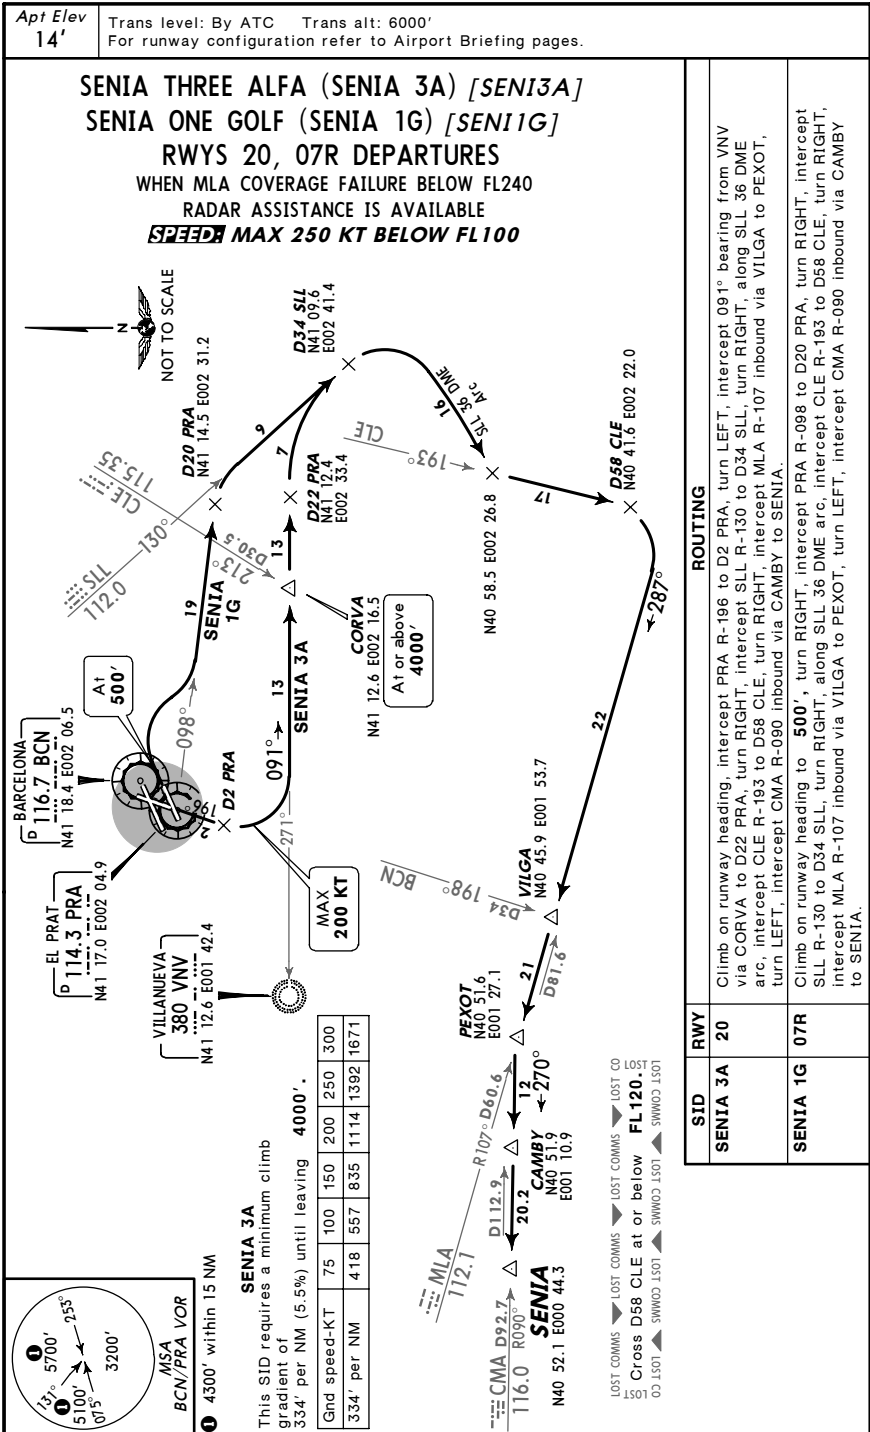 Apt Elev
14'
Trans level: By ATC Trans alt: 6000'
For runway configuration refer to Airport Briefing pages.
SENIA THREE ALFA (SENIA 3A) [SENI3A]
SENIA ONE GOLF (SENIA 1G) [SENI1G]
RWYS 20, 07R DEPARTURES
WHEN MLA COVERAGE FAILURE BELOW FL240
RADAR ASSISTANCE IS AVAILABLE
SPEED: MAX 250 KT BELOW FL100
N
NOT TO SCALE
BARCELONA
D 116.7 BCN
N41 18.4 E002 06.5
EL PRAT
D 114.3 PRA
N41 17.0 E002 04.9
VILLANUEVA
380 VNV
N41 12.6 E001 42.4
At
500'
098°
196°
2
D2 PRA
MAX
200 KT
271°
091°
13
SENIA 3A
19
SENIA
1G
SLL
112.0
130°
CLE
115.35
D30.5
213°
CORVA
N41 12.6 E002 16.5
At or above
4000'
13
D20 PRA
N41 14.5 E002 31.2
9
D22 PRA
N41 12.4
E002 33.4
7
D34 SLL
N41 09.6
E002 41.4
16
SLL 36 DME
Arc
CLE
193°
N40 58.5 E002 26.8
17
D58 CLE
N40 41.6 E002 22.0
287°
22
BCN
198°
D34
VILGA
N40 45.9 E001 53.7
21
D81.6
PEXOT
N40 51.6
E001 27.1
12
270°
MLA
112.1
R107° D60.6
CAMBY
N40 51.9
E001 10.9
D112.9
20.2
CMA D92.7
116.0 R090°
SENIA
N40 52.1 E000 44.3
LOST COMMS LOST COMMS LOST COMMS LOST CO
Cross D58 CLE at or below FL120.
LOST COMMS LOST COMMS LOST COMMS LOST CO
LOST
LOST
MSA
BCN/PRA VOR
131°
253°
075°
1
5700'
1
5100'
3200'
1 4300' within 15 NM
SENIA 3A
This SID requires a minimum climb
gradient of
334' per NM (5.5%) until leaving 4000'.
Gnd speed-KT 75 100 150 200 250 300
334' per NM 418 557 835 1114 1392 1671
SID RWY ROUTING
SENIA 3A 20 Climb on runway heading, intercept PRA R-196 to D2 PRA, turn LEFT, intercept 091° bearing from VNV
via CORVA to D22 PRA, turn RIGHT, intercept SLL R-130 to D34 SLL, turn RIGHT, along SLL 36 DME
arc, intercept CLE R-193 to D58 CLE, turn RIGHT, intercept MLA R-107 inbound via VILGA to PEXOT,
turn LEFT, intercept CMA R-090 inbound via CAMBY to SENIA.
SENIA 1G 07R Climb on runway heading to 500', turn RIGHT, intercept PRA R-098 to D20 PRA, turn RIGHT, intercept
SLL R-130 to D34 SLL, turn RIGHT, along SLL 36 DME arc, intercept CLE R-193 to D58 CLE, turn RIGHT,
intercept MLA R-107 inbound via VILGA to PEXOT, turn LEFT, intercept CMA R-090 inbound via CAMBY
to SENIA.